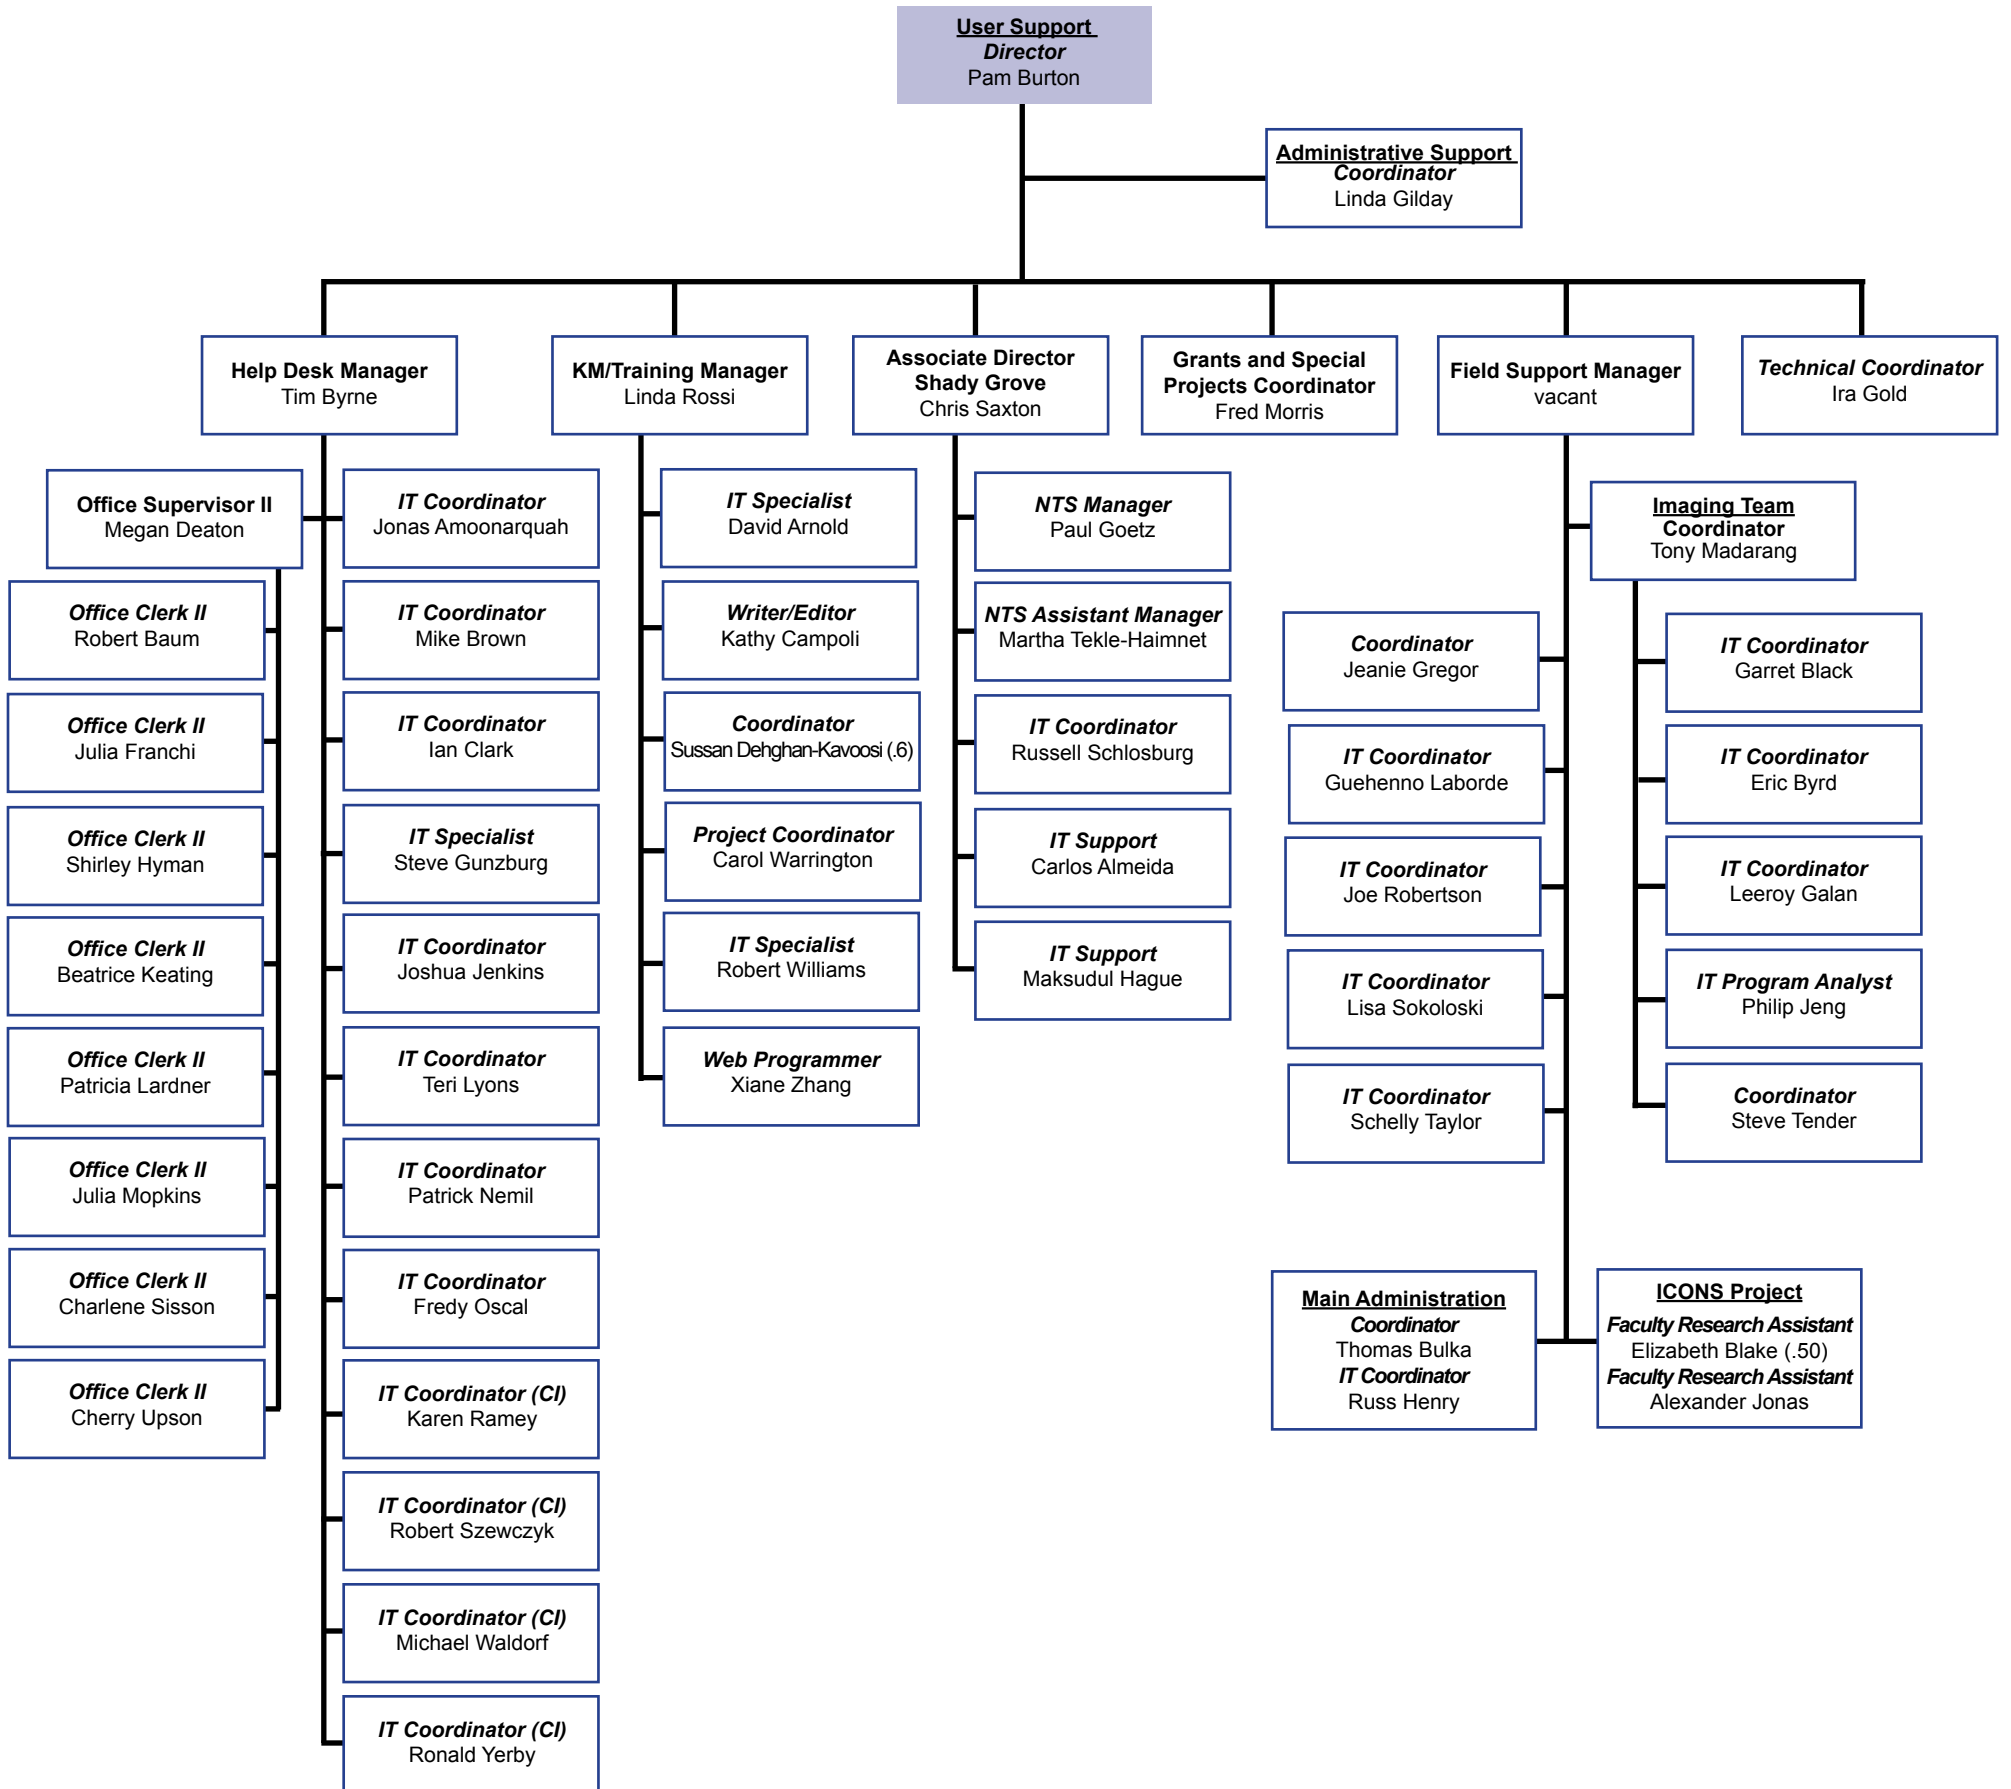 User Support
Director
Pam Burton
Administrative Support
Coordinator
Linda Gilday
Help Desk Manager
Tim Byrne
KM/Training Manager
Linda Rossi
Associate Director
Shady Grove
Chris Saxton
Grants and Special
Projects Coordinator
Fred Morris
Field Support Manager
vacant
Technical Coordinator
Ira Gold
Office Supervisor II
Megan Deaton
Office Clerk II
Robert Baum
Office Clerk II
Julia Franchi
Office Clerk II
Shirley Hyman
Office Clerk II
Beatrice Keating
Office Clerk II
Patricia Lardner
Office Clerk II
Julia Mopkins
Office Clerk II
Charlene Sisson
Office Clerk II
Cherry Upson
IT Coordinator
Jonas Amoonarquah
IT Coordinator
Mike Brown
IT Coordinator
Ian Clark
IT Specialist
Steve Gunzburg
IT Coordinator
Joshua Jenkins
IT Coordinator
Teri Lyons
IT Coordinator
Patrick Nemil
IT Coordinator
Fredy Oscal
IT Coordinator (CI)
Karen Ramey
IT Coordinator (CI)
Robert Szewczyk
IT Coordinator (CI)
Michael Waldorf
IT Coordinator (CI)
Ronald Yerby
IT Specialist
David Arnold
Writer/Editor
Kathy Campoli
Coordinator
Sussan Dehghan-Kavoosi (.6)
Project Coordinator
Carol Warrington
IT Specialist
Robert Williams
Web Programmer
Xiane Zhang
NTS Manager
Paul Goetz
NTS Assistant Manager
Martha Tekle-Haimnet
IT Coordinator
Russell Schlosburg
IT Support
Carlos Almeida
IT Support
Maksudul Hague
Coordinator
Jeanie Gregor
IT Coordinator
Guehenno Laborde
IT Coordinator
Joe Robertson
IT Coordinator
Lisa Sokoloski
IT Coordinator
Schelly Taylor
Imaging Team
Coordinator
Tony Madarang
IT Coordinator
Garret Black
IT Coordinator
Eric Byrd
IT Coordinator
Leeroy Galan
IT Program Analyst
Philip Jeng
Coordinator
Steve Tender
Main Administration
Coordinator
Thomas Bulka
IT Coordinator
Russ Henry
ICONS Project
Faculty Research Assistant
Elizabeth Blake (.50)
Faculty Research Assistant
Alexander Jonas